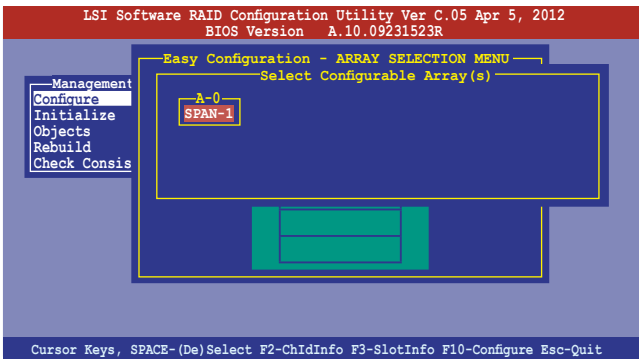 LSI Software RAID Configuration Utility Ver C.05 Apr 5, 2012
BIOS Version A.10.09231523R
Easy Configuration - ARRAY SELECTION MENU
Select Configurable Array(s)
Management
A-0
Configure
SPAN-1
Initialize
Objects
Rebuild
Check Consis
Cursor Keys, SPACE-(De)Select F2-ChIdInfo F3-SlotInfo F10-Configure Esc-Quit